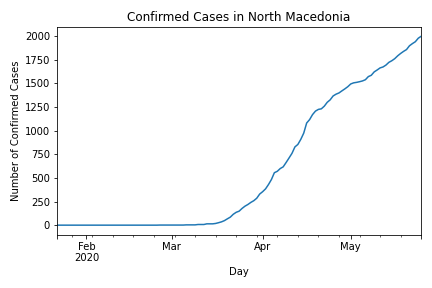 Confirmed Cases in North Macedonia
Number of Confirmed Cases
2000
1750
1500
1250
1000
750
500
250
0
Feb
2020
Mar
Apr
May
Day